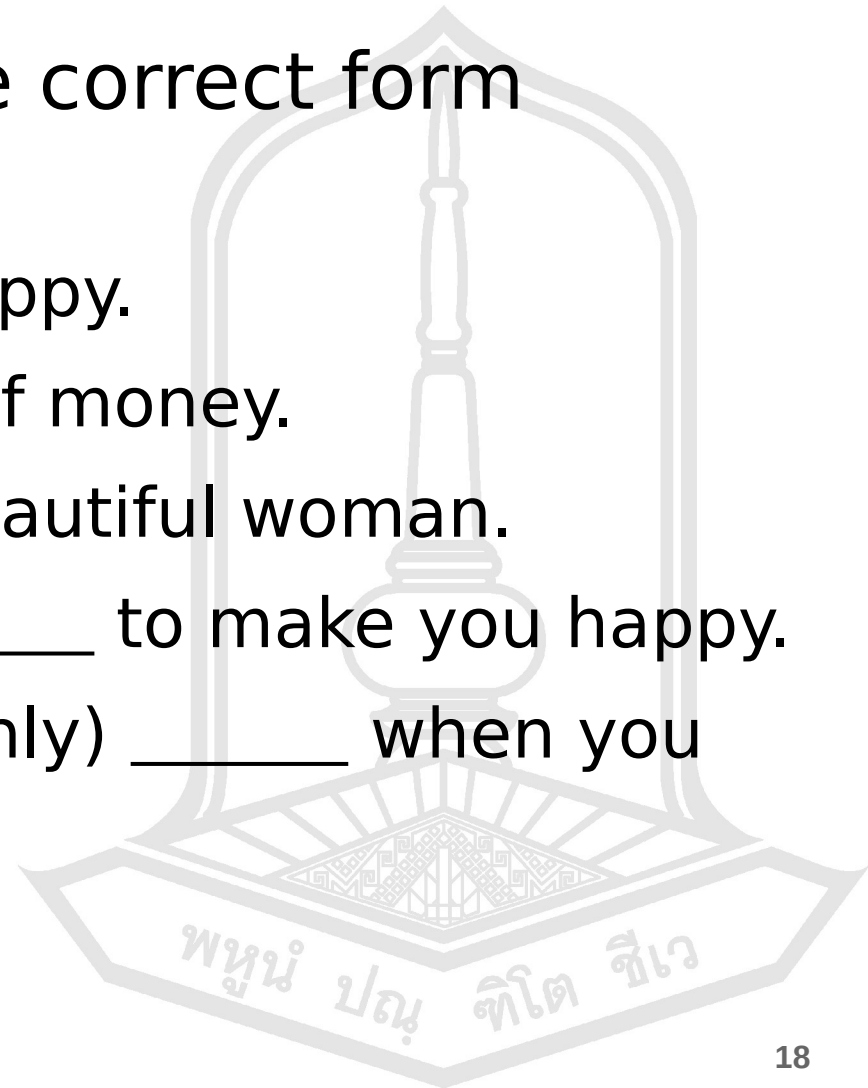 e correct form
ppy.
f money.
autiful woman.
___ to make you happy.
nly) ______ when you
พหูนํ ปณฺฑิโต ชีเว
18